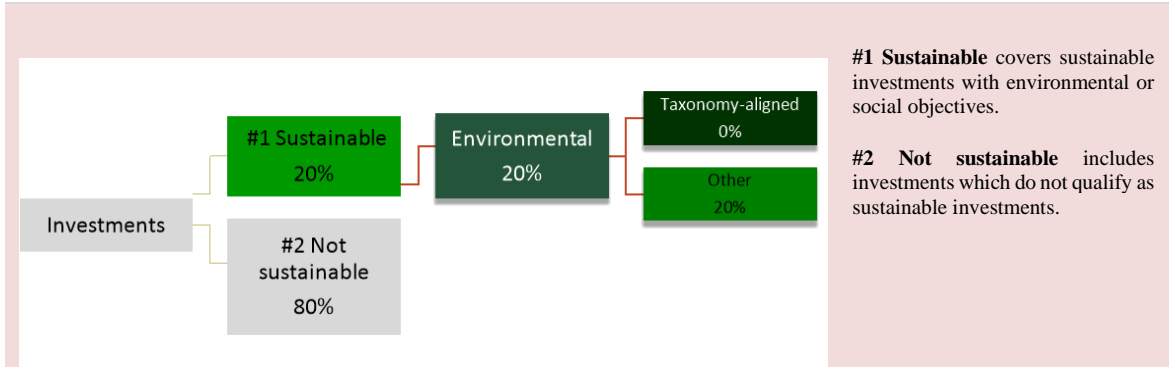 Investments
#1 Sustainable
20%
#2 Not
sustainable
80%
Environmental
20%
Taxonomy-aligned
0%
Other
20%
#1 Sustainable covers sustainable
investments with environmental or
social objectives.
#2 Not sustainable includes
investments which do not qualify as
sustainable investments.